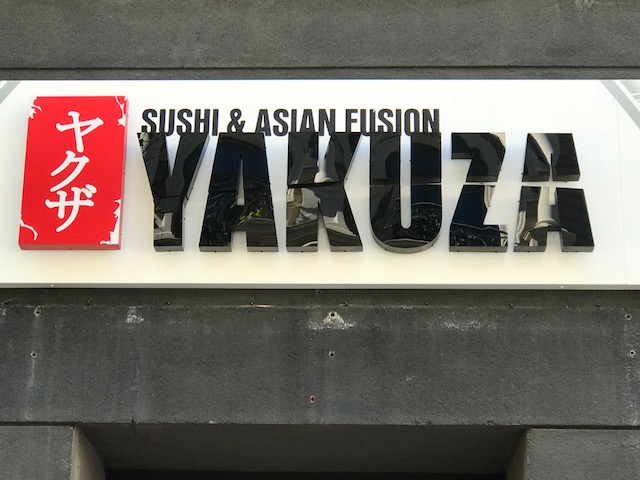 ヤクザ
SUSHI & ASIAN FUSION
YAKUZA